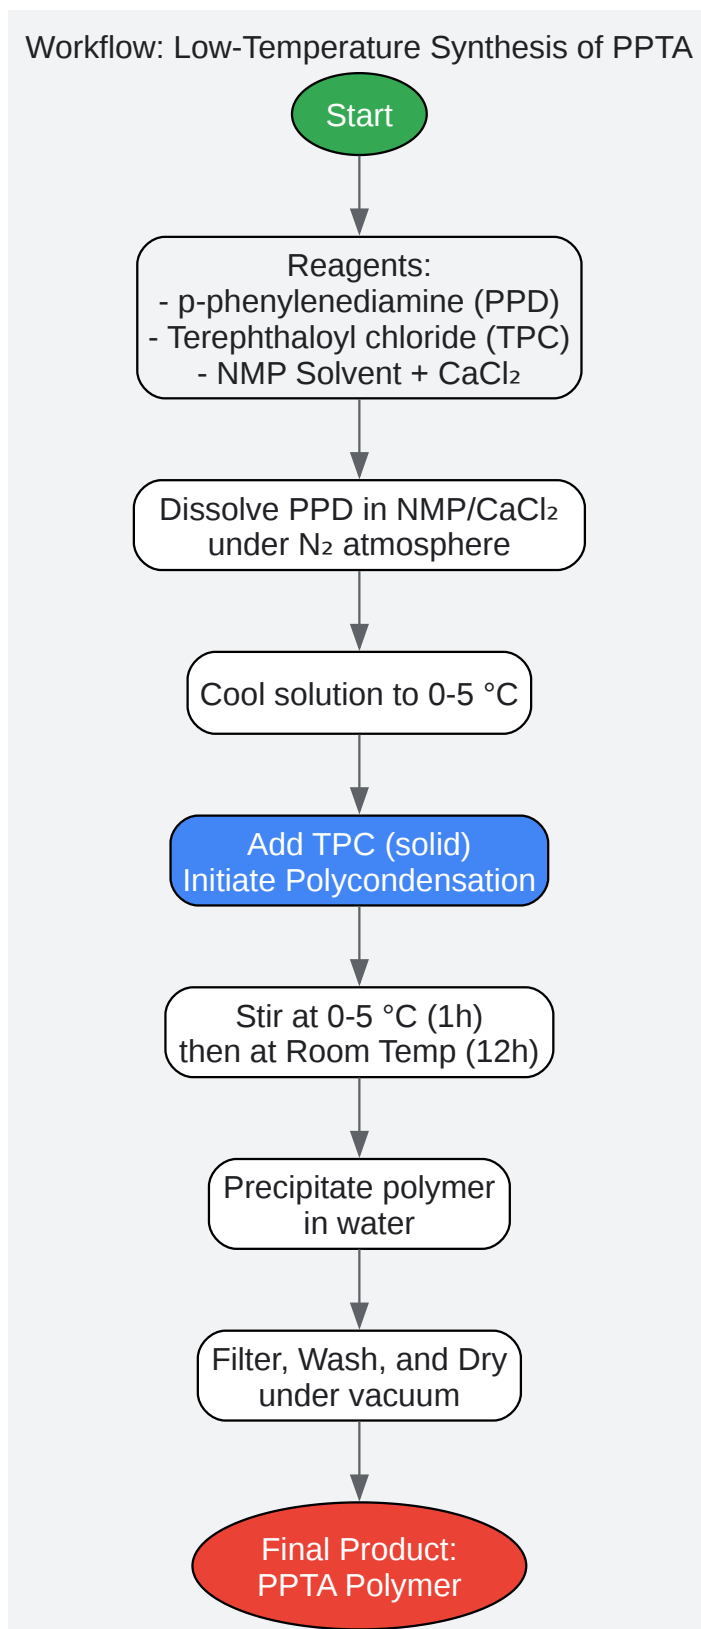 Workflow: Low-Temperature Synthesis of PPTA
Start
Reagents:
- p-phenylenediamine (PPD)
- Terephthaloyl chloride (TPC)
- NMP Solvent + CaCl₂
Dissolve PPD in NMP/CaCl₂
under N₂ atmosphere
Cool solution to 0-5 °C
Add TPC (solid)
Initiate Polycondensation
Stir at 0-5 °C (1h)
then at Room Temp (12h)
Precipitate polymer
in water
Filter, Wash, and Dry
under vacuum
Final Product:
PPTA Polymer